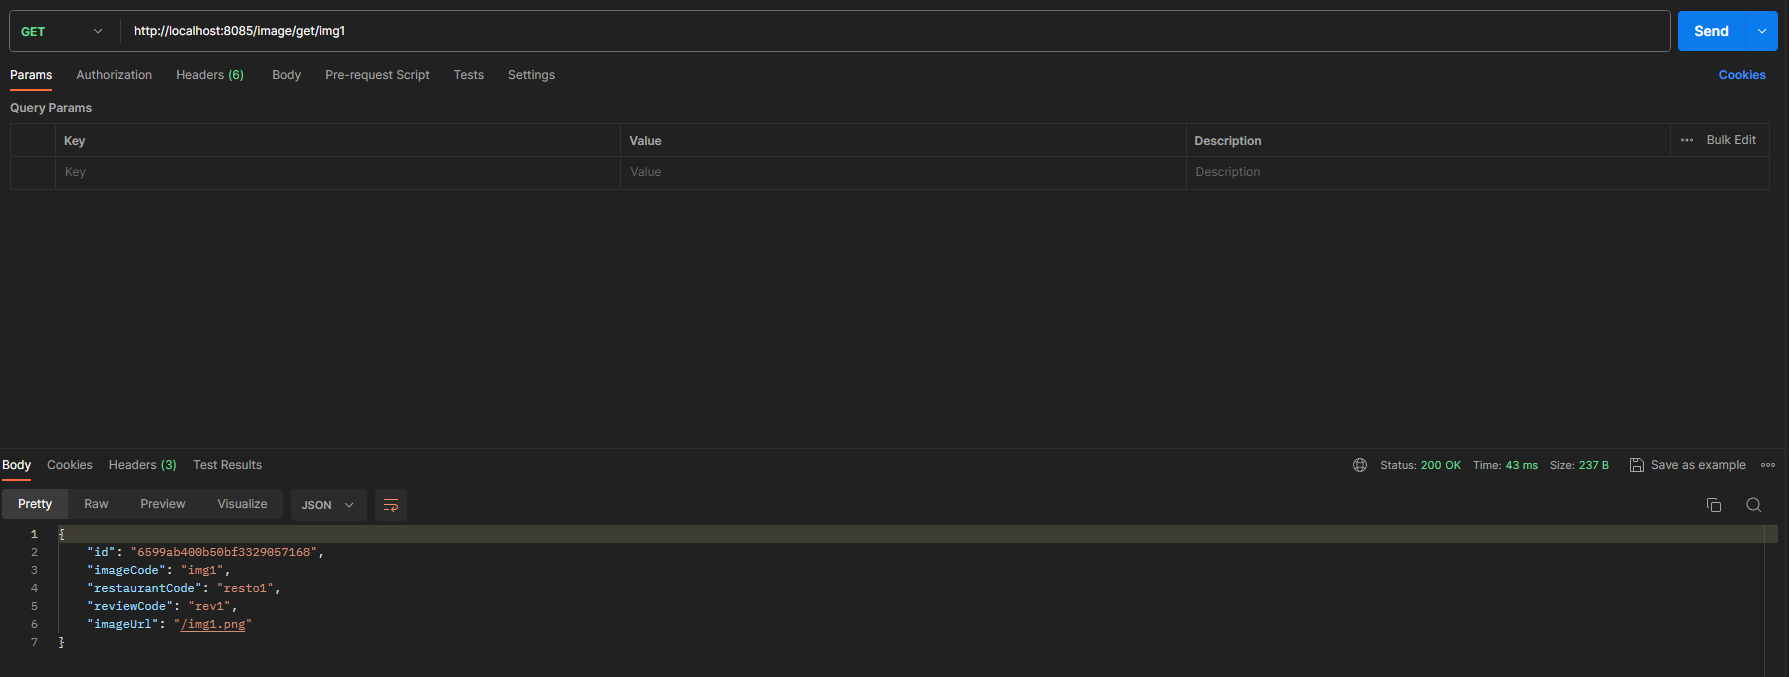 GET http://localhost:8085/image/get/img1 Send
Params Authorization Headers (6) Body Pre-request Script Tests Settings Cookies
Query Params
Key Value Description ••• Bulk Edit
Key Value Description
Body Cookies Headers (3) Test Results Status: 200 OK Time: 43 ms Size: 237 B Save as example
Pretty Raw Preview Visualize JSON
1 {
2 "id": "6599ab400b50bf3329057168",
3 "imageCode": "img1",
4 "restaurantCode": "resto1",
5 "reviewCode": "rev1",
6 "imageUrl": "/img1.png"
7 }